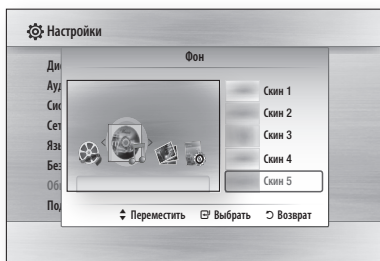 Настройки
Фон
Скин 1
Скин 2
Скин 3
Скин 4
Скин 5
Переместить Выбрать Возврат